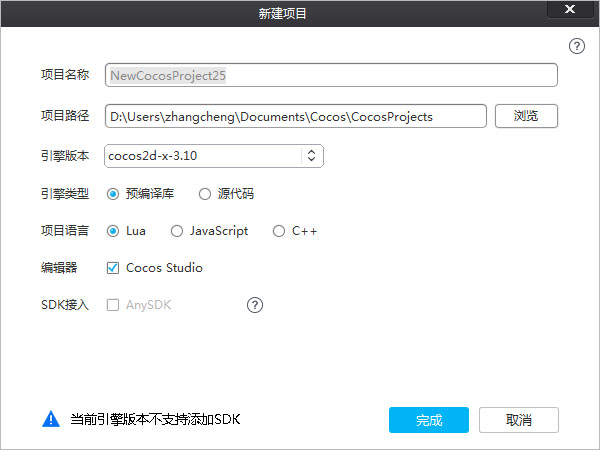 新建项目
项目名称 NewCocosProject25
项目路径 D:\Users\zhangcheng\Documents\Cocos\CocosProjects 浏览
引擎版本 cocos2d-x-3.10
引擎类型 预编译库 源代码
项目语言 Lua JavaScript C++
编辑器 Cocos Studio
SDK接入 AnySDK
当前引擎版本不支持添加SDK 完成 取消